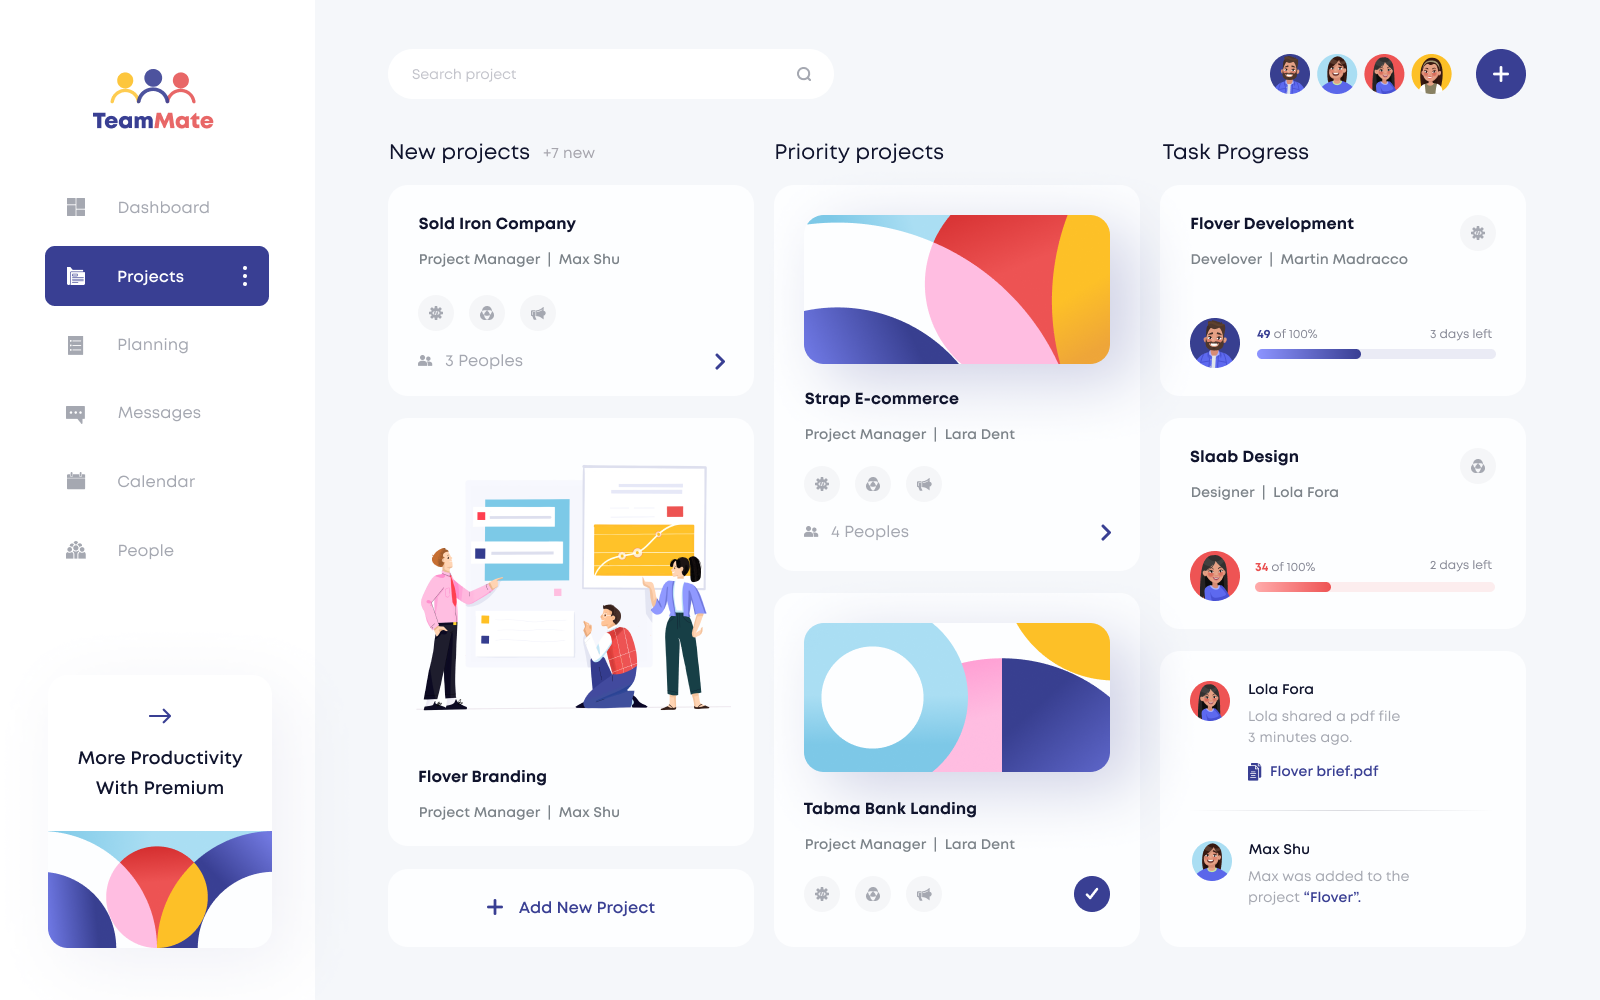 TeamMate
Dashboard
Projects
Planning
Messages
Calendar
People
More Productivity
With Premium
Search project
New projects +7 new
Sold Iron Company
Project Manager | Max Shu
3 Peoples
Flover Branding
Project Manager | Max Shu
Add New Project
Priority projects
Strap E-commerce
Project Manager | Lara Dent
4 Peoples
Tabma Bank Landing
Project Manager | Lara Dent
Task Progress
Flover Development
Develover | Martin Madracco
49 of 100% 3 days left
Slaab Design
Designer | Lola Fora
34 of 100% 2 days left
Lola Fora
Lola shared a pdf file
3 minutes ago.
Flover brief.pdf
Max Shu
Max was added to the
project “Flover”.